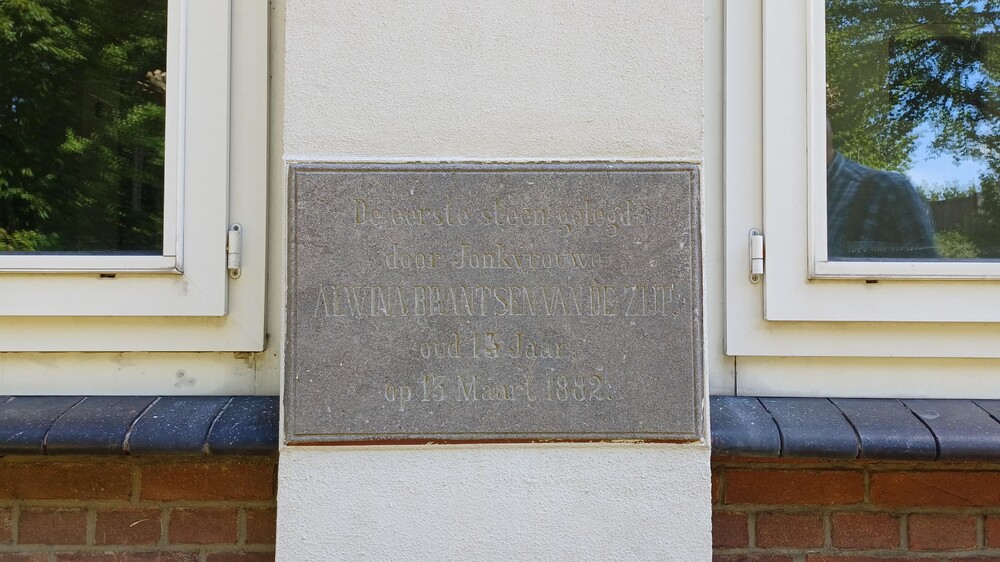 De eerste steen gelegd
door Jonkvrouwe
ALWINA BRANTSEN VAN DE ZIJP
oud 13 Jaar,
op 13 Maart 1882.